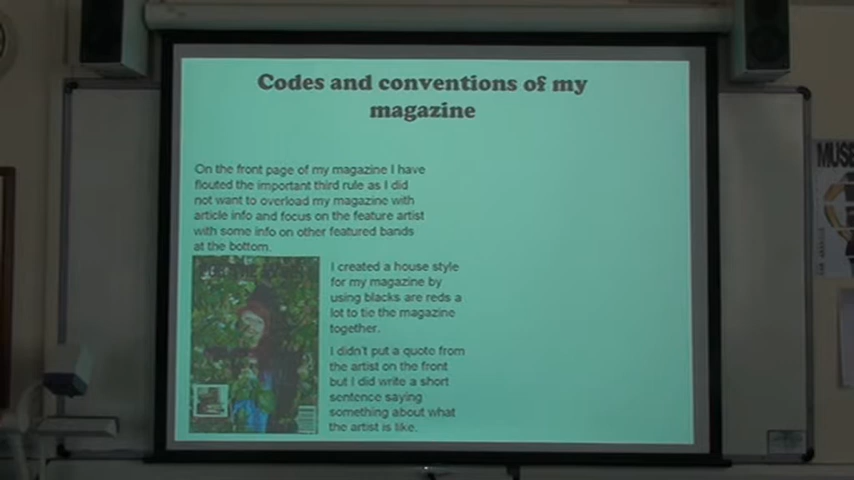 Codes and conventions of my
magazine
On the front page of my magazine I have
flouted the important third rule as I did
not want to overload my magazine with
article info and focus on the feature artist
with some info on other featured bands
at the bottom.
I created a house style
for my magazine by
using blacks are reds a
lot to tie the magazine
together.
I didn't put a quote from
the artist on the front
but I did write a short
sentence saying
something about what
the artist is like.